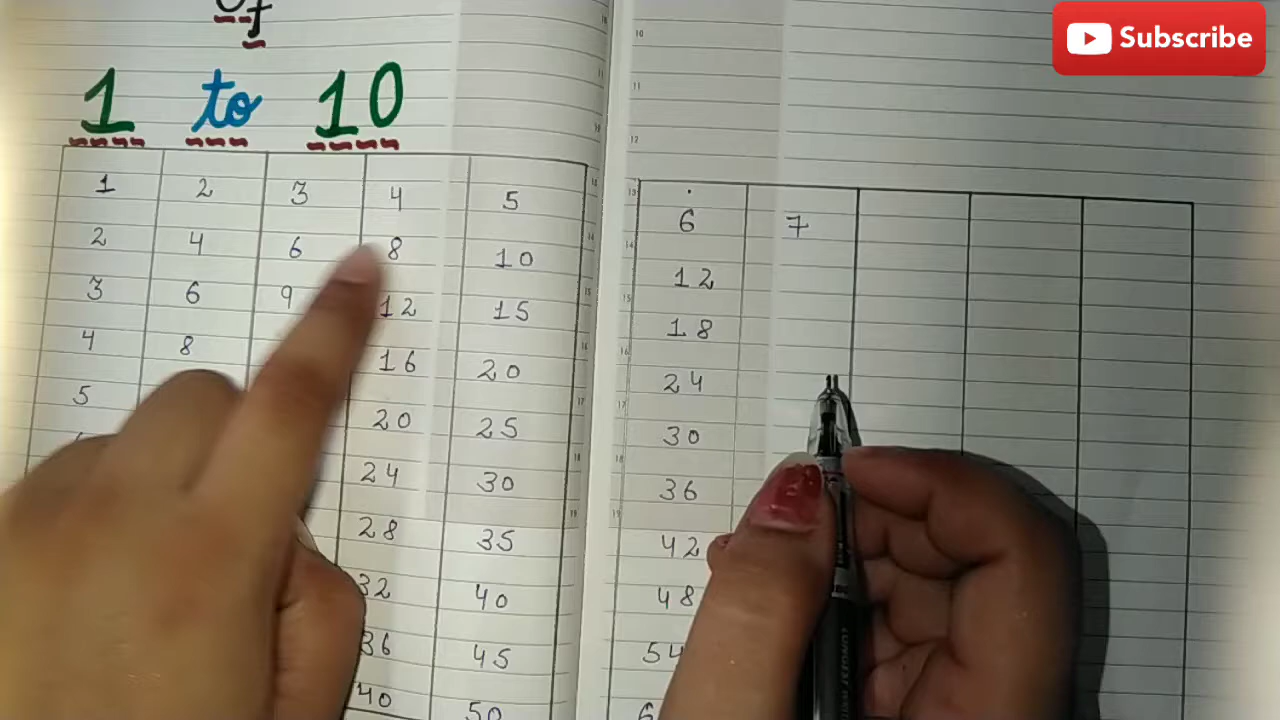 Of
Subscribe
1 to 10
1 2 3 4 5
2 4 6 8 10
3 6 9 12 15
4 8 16 20
5 20 25
24 30
28 35
32 40
36 45
40 50
6 7
12
18
24
30
36
42
48
54
6